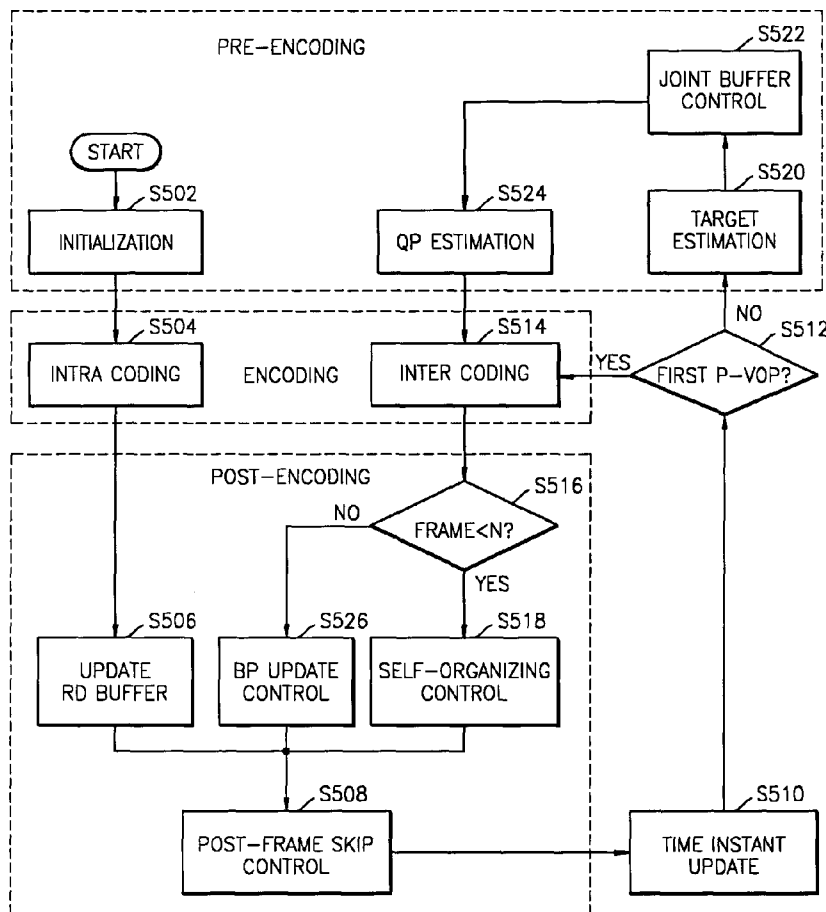 PRE-ENCODING
START
S502
INITIALIZATION
S522
JOINT BUFFER
CONTROL
S524
QP ESTIMATION
S520
TARGET
ESTIMATION
NO
S512
FIRST P-VOP?
YES
S504
INTRA CODING
ENCODING
S514
INTER CODING
POST-ENCODING
S516
FRAME<N?
NO
YES
S506
UPDATE
RD BUFFER
S526
BP UPDATE
CONTROL
S518
SELF-ORGANIZING
CONTROL
S508
POST-FRAME SKIP
CONTROL
S510
TIME INSTANT
UPDATE